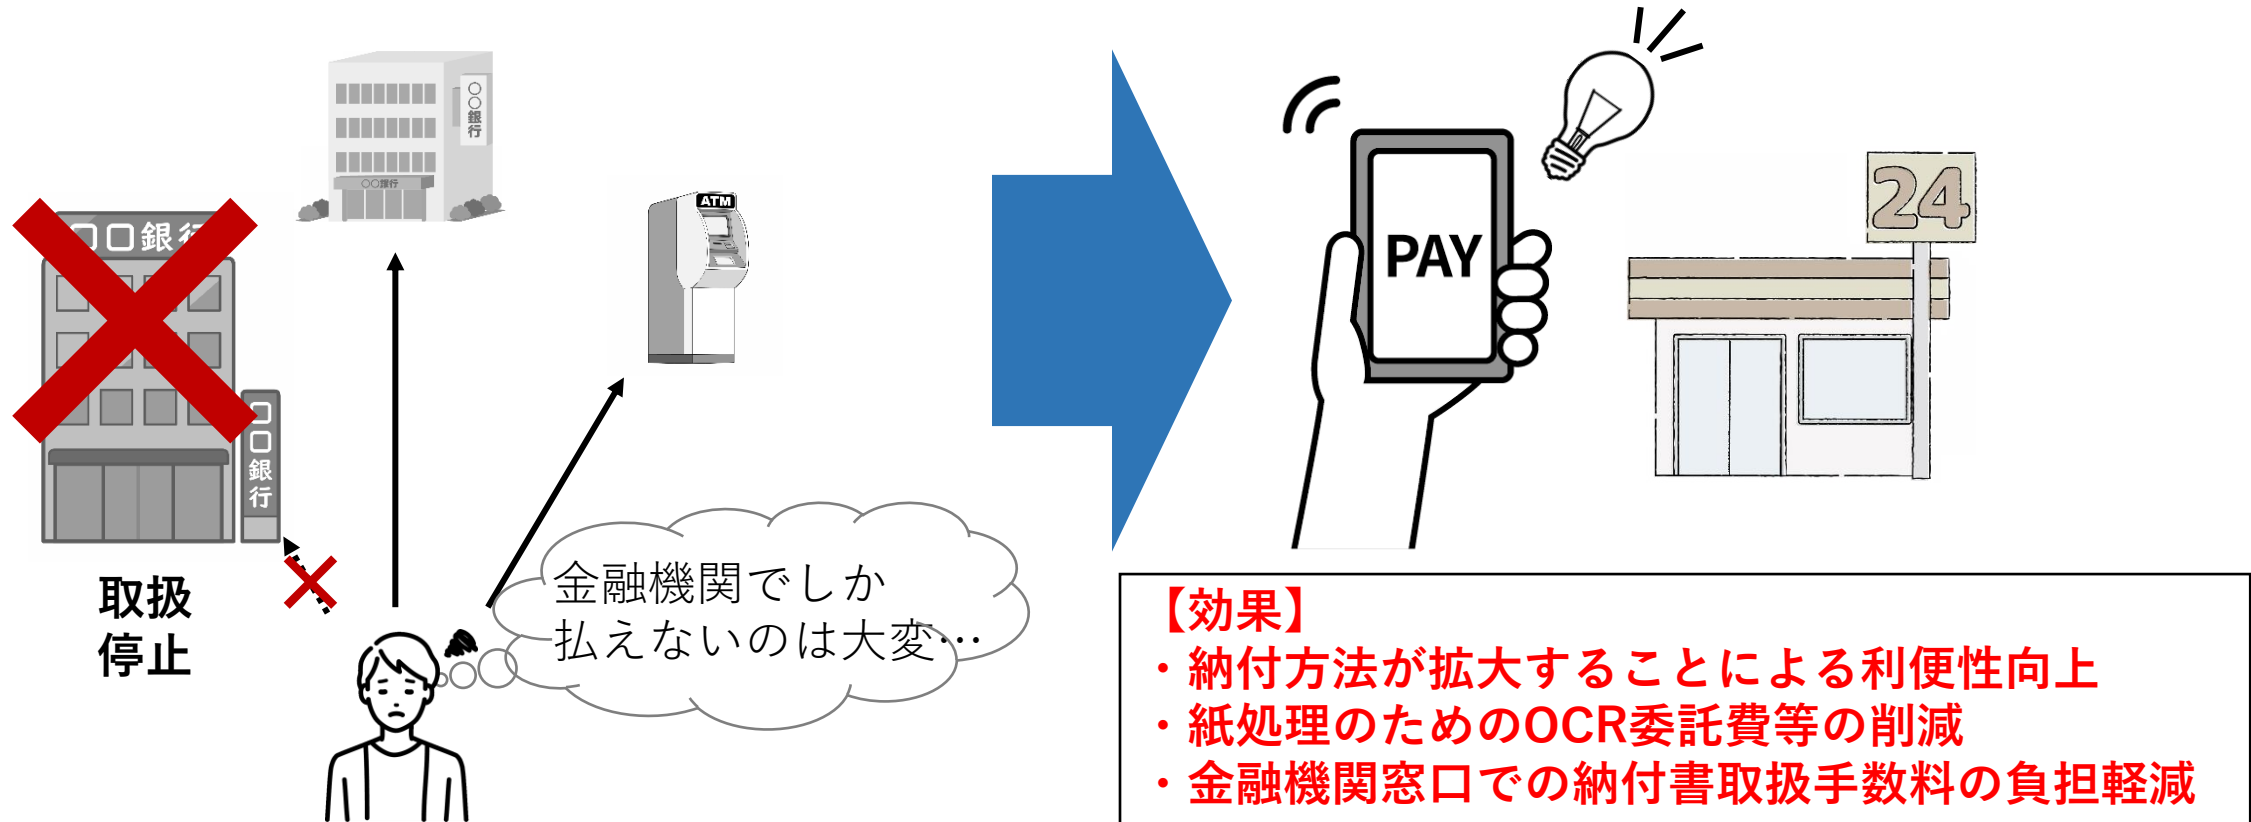 〇〇銀行
〇〇銀行
ATM
口口銀行
口口銀行
取扱
停止
金融機関でしか
払えないのは大変…
PAY
24
【効果】
・納付方法が拡大することによる利便性向上
・紙処理のためのOCR委託費等の削減
・金融機関窓口での納付書取扱手数料の負担軽減